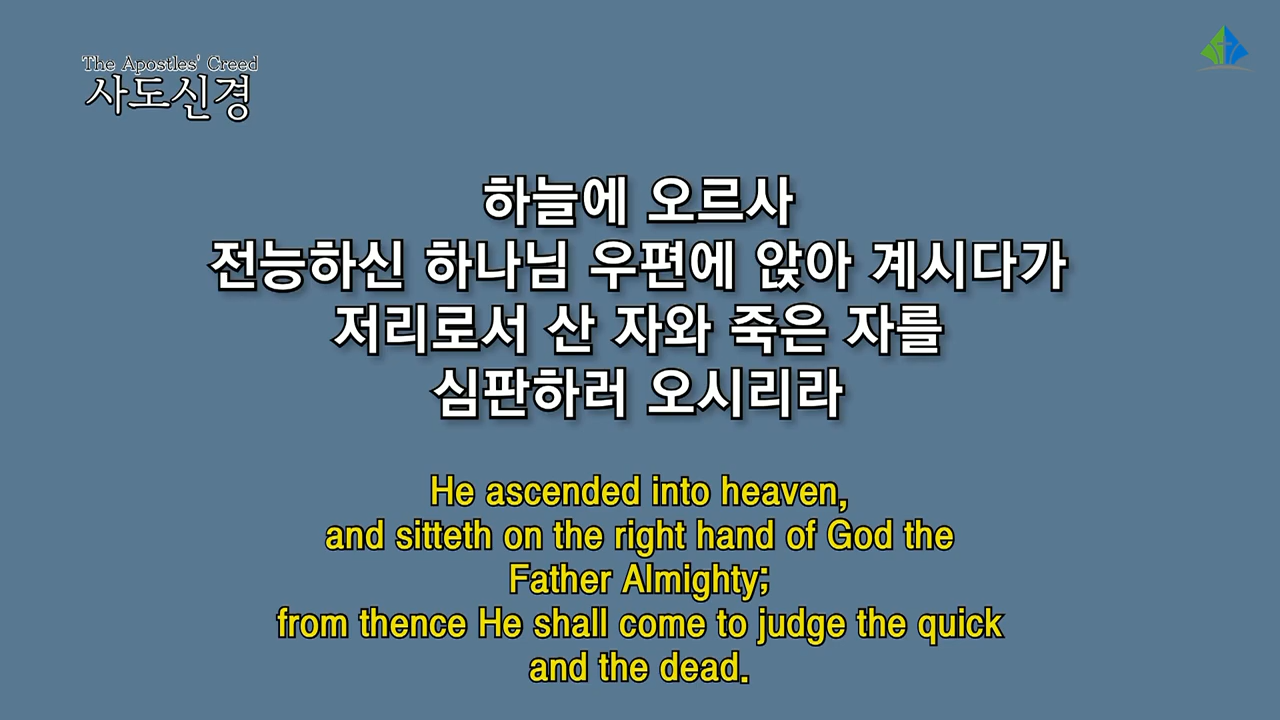 The Apostles' Creed
사도신경
하늘에 오르사
전능하신 하나님 우편에 앉아 계시다가
저리로서 산 자와 죽은 자를
심판하러 오시리라
He ascended into heaven,
and sitteth on the right hand of God the
Father Almighty;
from thence He shall come to judge the quick
and the dead.